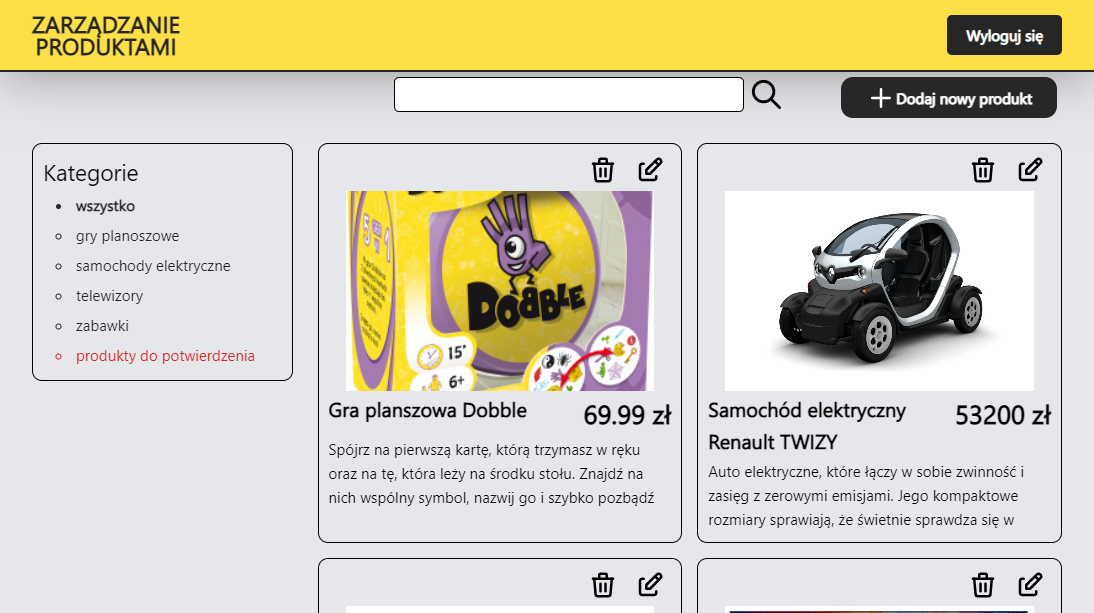 ZARZĄDZANIE
PRODUKTAMI
Wyloguj się
Dodaj nowy produkt
Kategorie
wszystko
gry planoszowe
samochody elektryczne
telewizory
zabawki
produkty do potwierdzenia
DOBBLE
15'
6+
Gra planszowa Dobble
69.99 zł
Spójrz na pierwszą kartę, którą trzymasz w ręku
oraz na tę, która leży na środku stołu. Znajdź na
nich wspólny symbol, nazwij go i szybko pozbądź
Samochód elektryczny
Renault TWIZY
53200 zł
Auto elektryczne, które łączy w sobie zwinność i
zasięg z zerowymi emisjami. Jego kompaktowe
rozmiary sprawiają, że świetnie sprawdza się w